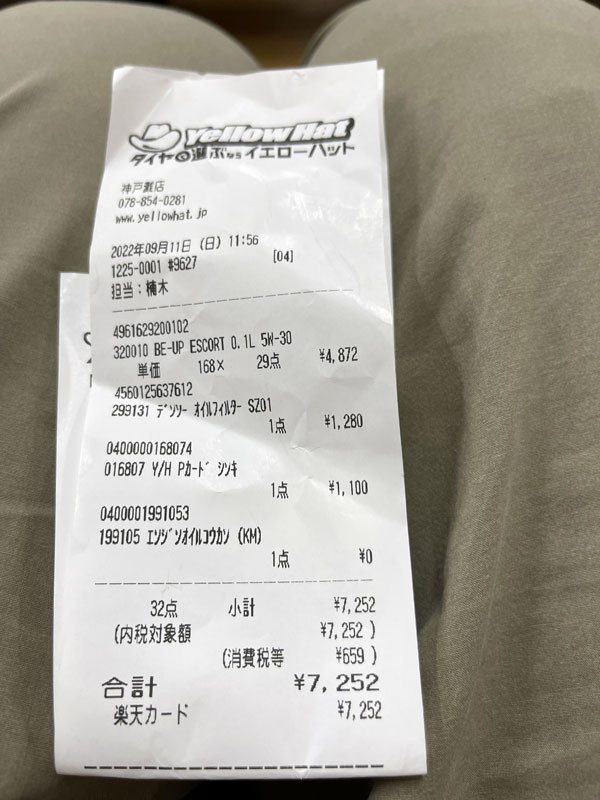 YellowHat
タイヤ選ぶならイエローハット
神戸灘店
078-854-0281
www.yellowhat.jp
2022年09月11日 (日) 11:56
1225-0001 #9627 [04]
担当：楠木
4961629200102
320010 BE-UP ESCORT 0.1L 5W-30
単価 168× 29点 ¥4,872
4560125637612
299131 デンソー オイルフィルター SZ01
1点 ¥1,280
0400000168074
016807 Y/H Pカード シンキ
1点 ¥1,100
0400001991053
199105 エンジンオイルコウカン (KM)
1点 ¥0
32点 小計 ¥7,252
(内税対象額 ¥7,252 )
(消費税等 ¥659 )
合計 ¥7,252
楽天カード ¥7,252